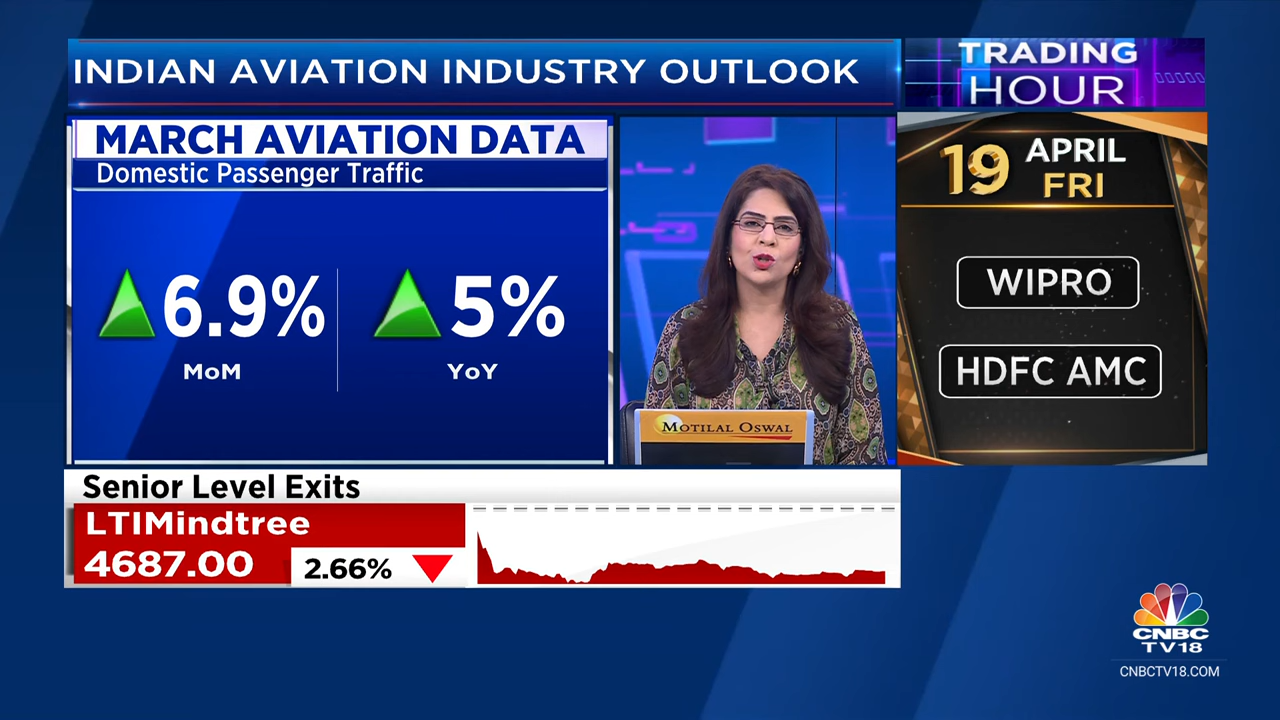 INDIAN AVIATION INDUSTRY OUTLOOK
TRADING
HOUR
MARCH AVIATION DATA
Domestic Passenger Traffic
6.9%
MoM
5%
YoY
MOTILAL OSWAL
19 APRIL
FRI
WIPRO
HDFC AMC
Senior Level Exits
LTIMindtree
4687.00
2.66%
CNBC
TV18
CNBCTV18.COM